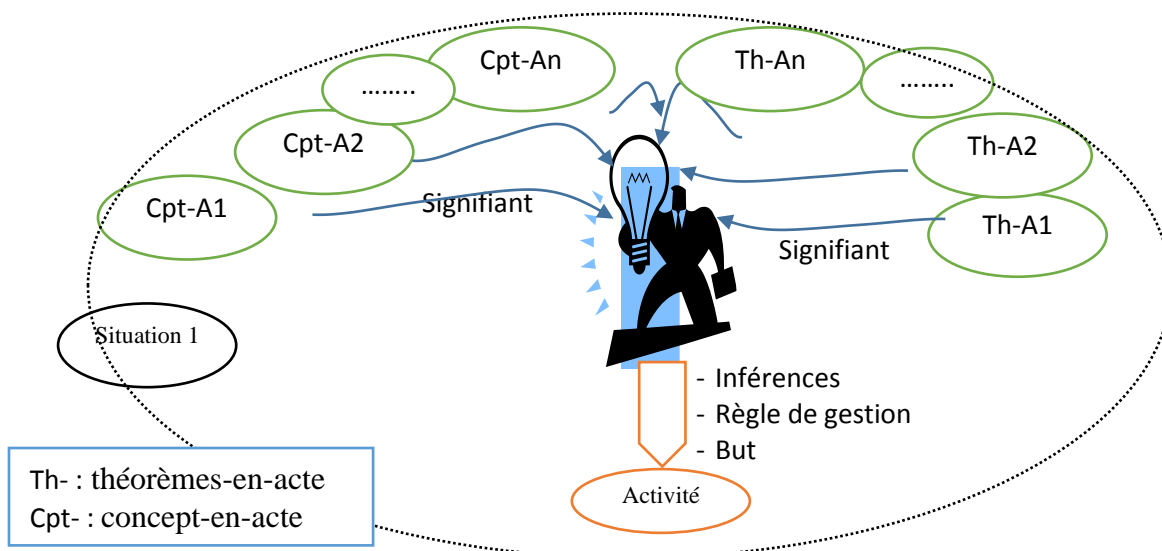 Cpt-An
Th-An
……..
……..
Cpt-A2
Th-A2
Cpt-A1
Signifiant
Th-A1
Signifiant
Situation 1
- Inférences
- Règle de gestion
- But
Th- : théorèmes-en-acte
Cpt- : concept-en-acte
Activité